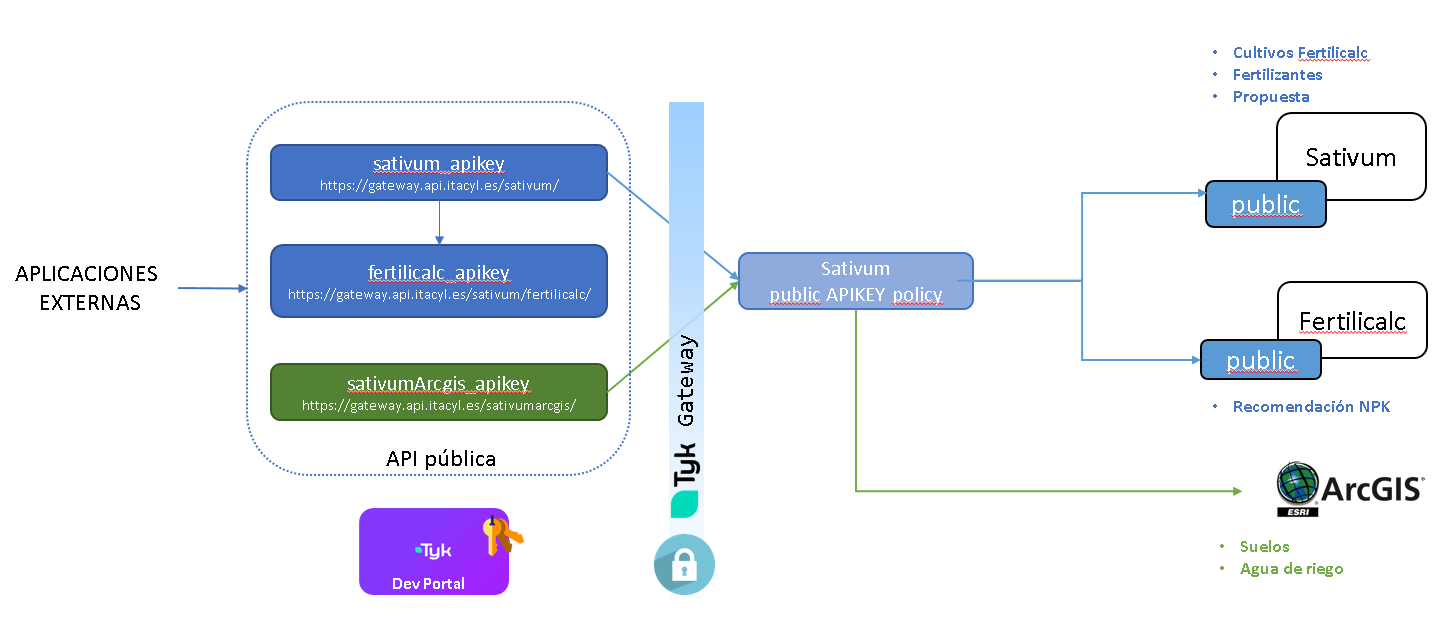 APLICACIONES
EXTERNAS
sativum_apikey
https://gateway.api.itacyl.es/sativum/
fertilicalc_apikey
https://gateway.api.itacyl.es/sativum/fertilicalc/
sativumArcgis_apikey
https://gateway.api.itacyl.es/sativumarcgis/
API pública
Tyk
Dev Portal
Tyk Gateway
Sativum
public APIKEY policy
• Cultivos Fertilicalc
• Fertilizantes
• Propuesta
Sativum
public
Fertilicalc
public
• Recomendación NPK
ArcGIS
ESRI
• Suelos
• Agua de riego